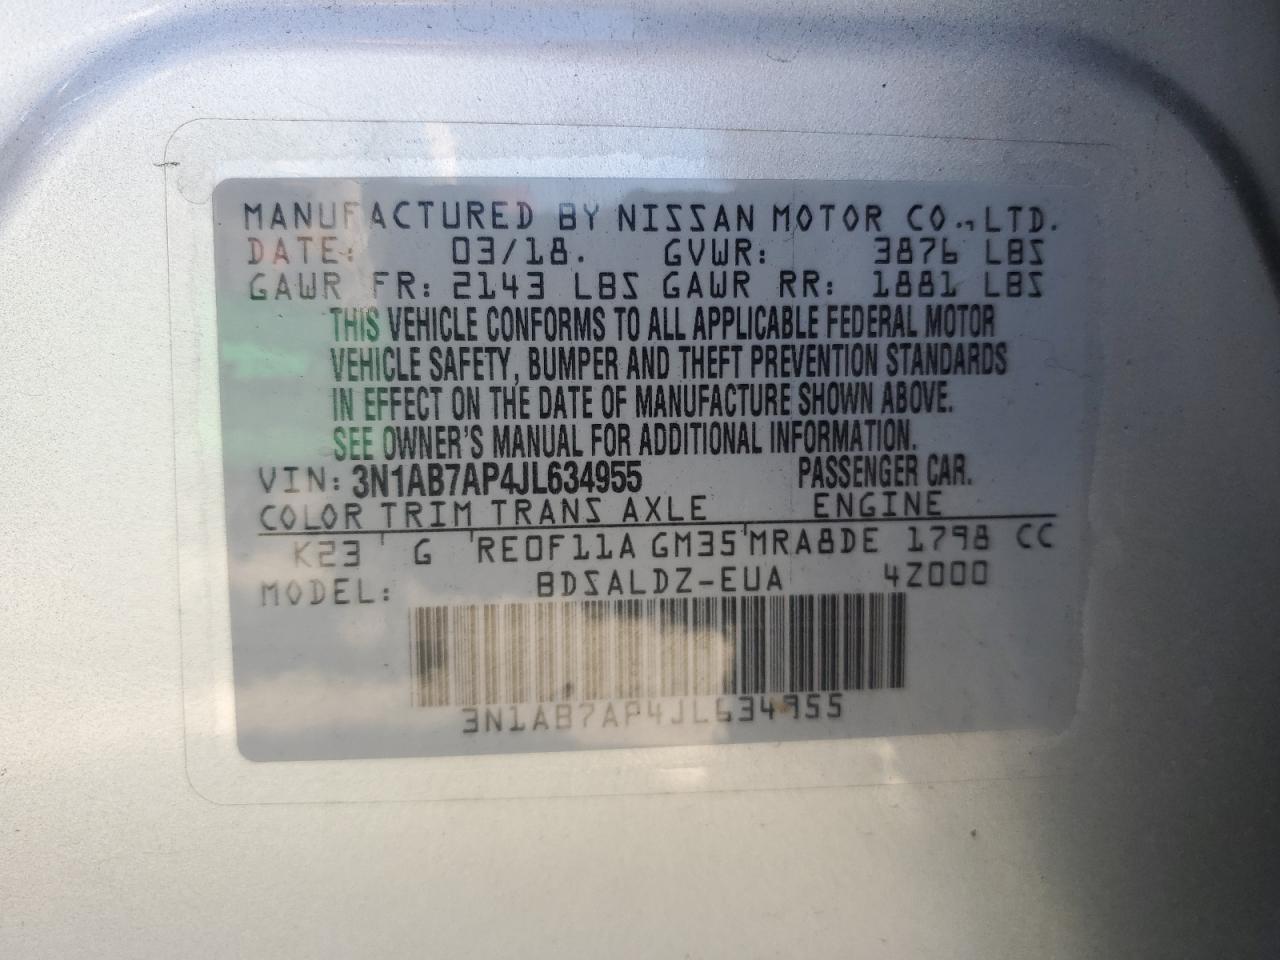 MANUFACTURED BY NISSAN MOTOR CO., LTD.
DATE: 03/18. GVWR: 3876 LBS
GAWR FR: 2143 LBS GAWR RR: 1881 LBS
THIS VEHICLE CONFORMS TO ALL APPLICABLE FEDERAL MOTOR
VEHICLE SAFETY, BUMPER AND THEFT PREVENTION STANDARDS
IN EFFECT ON THE DATE OF MANUFACTURE SHOWN ABOVE.
SEE OWNER'S MANUAL FOR ADDITIONAL INFORMATION.
VIN: 3N1AB7AP4JL634955 PASSENGER CAR.
COLOR TRIM TRANS AXLE ENGINE
K23 ' G ' RE0F11A GM35 ' MRA8DE 1798 CC
MODEL: BDSALDZ-EUA 4Z000
3N1AB7AP4JL634955